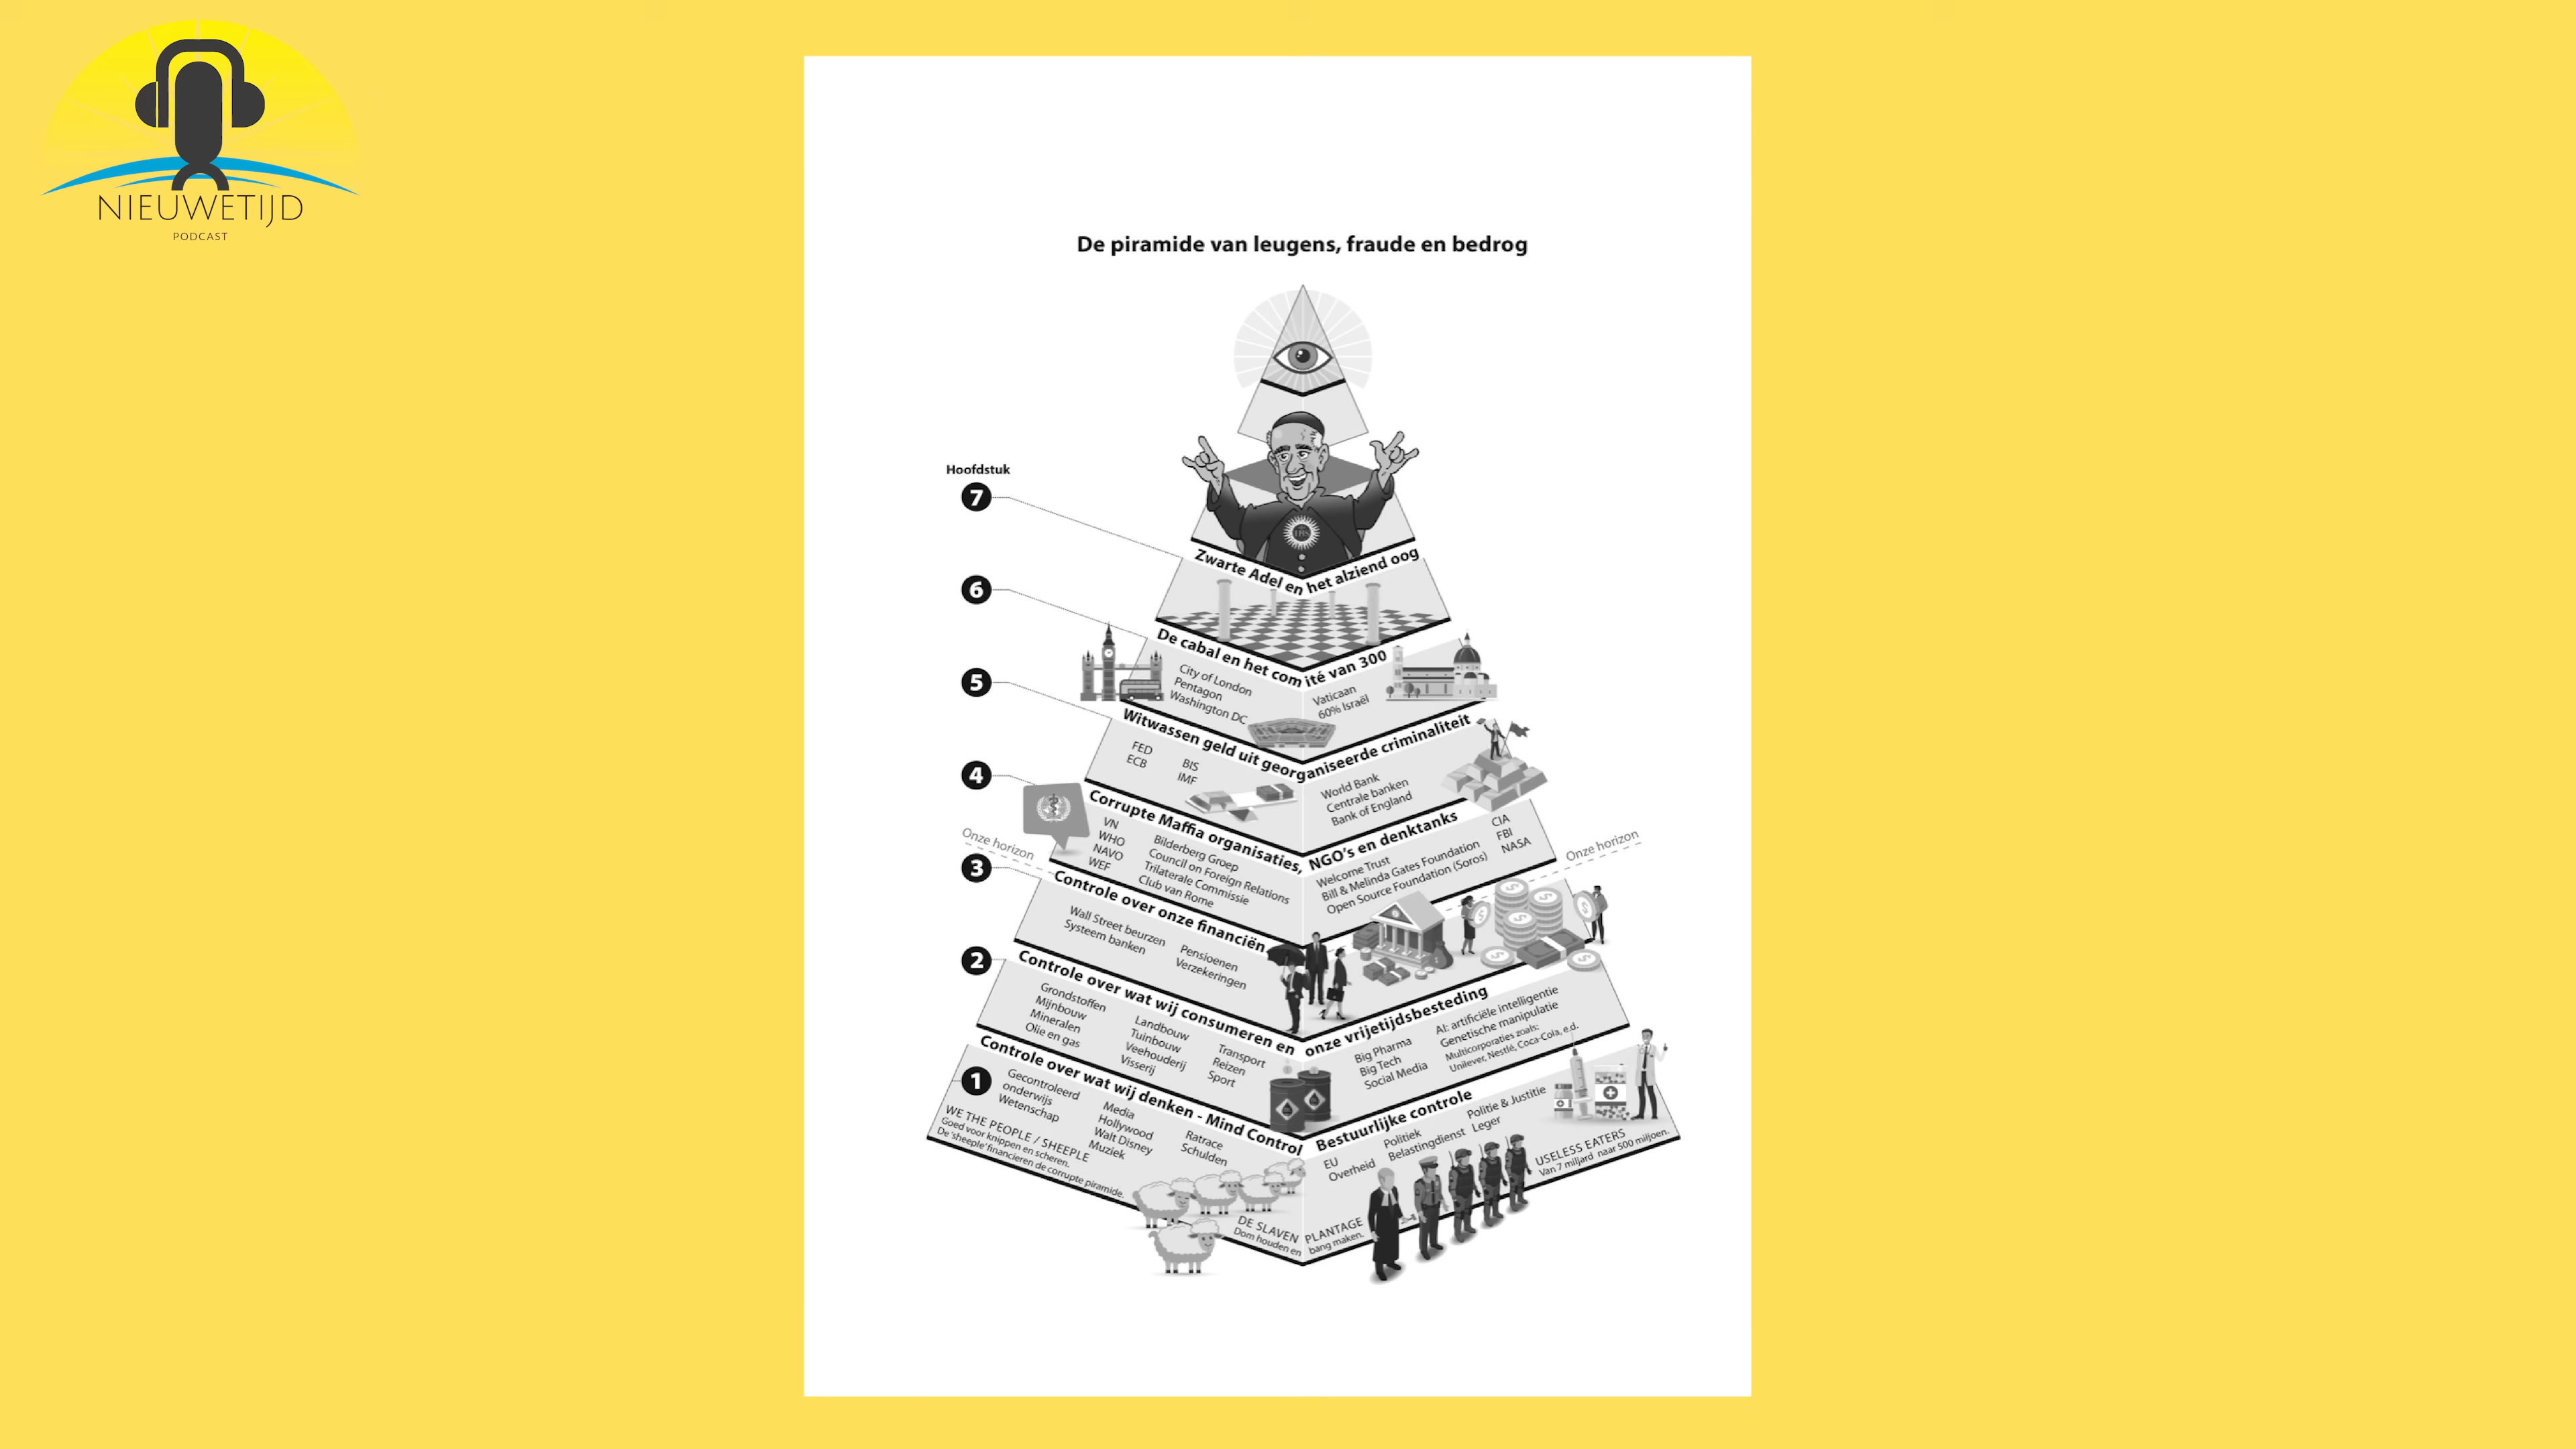 NIEUWETIJD
PODCAST
De piramide van leugens, fraude en bedrog
Hoofdstuk
7
Zwarte Adel en het alziend oog
6
De cabal en het comité van 300
City of London
Pentagon
Washington DC
Vaticaan
60% Israël
5
Witwassen geld uit georganiseerde criminaliteit
FED
ECB
BIS
IMF
World Bank
Centrale banken
Bank of England
4
Corrupte Maffia organisaties, NGO's en denktanks
VN
WHO
NAVO
WEF
Bilderberg Groep
Council on Foreign Relations
Trilaterale Commissie
Club van Rome
Welcome Trust
Bill & Melinda Gates Foundation
Open Source Foundation (Soros)
CIA
FBI
NASA
Onze horizon
Onze horizon
3
Controle over onze financiën
Wall Street beurzen
Systeem banken
Pensioenen
Verzekeringen
2
Controle over wat wij consumeren en onze vrijetijdsbesteding
Grondstoffen
Mijnbouw
Mineralen
Olie en gas
Landbouw
Tuinbouw
Veehouderij
Visserij
Transport
Reizen
Sport
Big Pharma
Big Tech
Social Media
AI: artificiële intelligentie
Genetische manipulatie
Multicorporaties zoals:
Unilever, Nestlé, Coca-Cola, e.d.
1
Controle over wat wij denken - Mind Control
Bestuurlijke controle
Gecontroleerd
onderwijs
Wetenschap
Media
Hollywood
Walt Disney
Muziek
Ratrace
Schulden
EU
Overheid
Politiek
Belastingdienst
Politie & Justitie
Leger
WE THE PEOPLE / SHEEPLE
Goed voor knippen en scheren.
De 'sheeple' financieren de corrupte piramide.
DE SLAVEN PLANTAGE
Dom houden en bang maken.
USELESS EATERS
Van 7 miljard naar 500 miljoen.